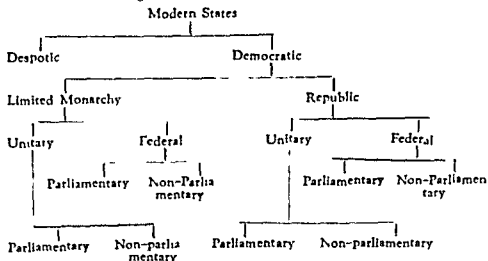 Modern States
Despotic Democratic
Limited Monarchy Republic
Unitary Federal Unitary Federal
Parliamentary Non-Parlia
mentary Parliamentary Non-Parliamen
tary
Parliamentary Non-parlia
mentary Parliamentary Non-parliamentary